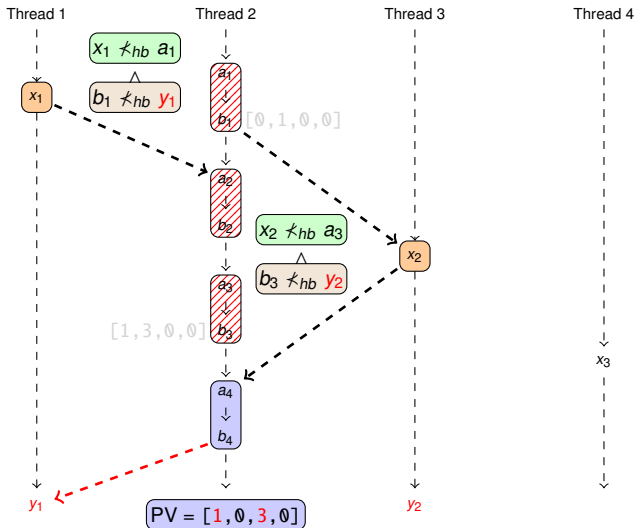 Thread 1 Thread 2 Thread 3 Thread 4
x₁ ⊀hb a₁
∧
b₁ ⊀hb y₁
x₁
a₁
↓
b₁
[0,1,0,0]
a₂
↓
b₂
x₂ ⊀hb a₃
∧
b₃ ⊀hb y₂
x₂
a₃
↓
b₃
[1,3,0,0]
x₃
a₄
↓
b₄
y₁
PV = [1,0,3,0]
y₂